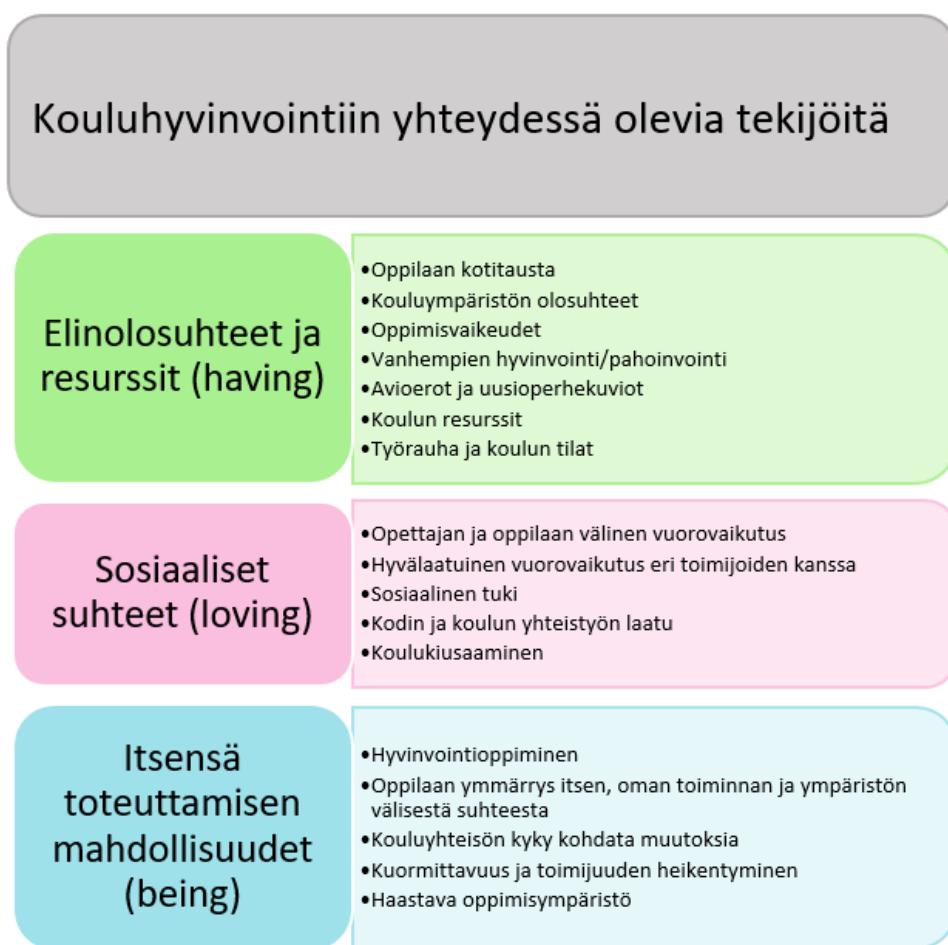 Kouluhyvinvointiin yhteydessä olevia tekijöitä
Elinolosuhteet ja
resurssit (having)
•Oppilaan kotitausta
•Kouluympäristön olosuhteet
•Oppimisvaikeudet
•Vanhempien hyvinvointi/pahoinvointi
•Avioerot ja uusioperhekuviot
•Koulun resurssit
•Työrauha ja koulun tilat
Sosiaaliset
suhteet (loving)
•Opettajan ja oppilaan välinen vuorovaikutus
•Hyvälaatuinen vuorovaikutus eri toimijoiden kanssa
•Sosiaalinen tuki
•Kodin ja koulun yhteistyön laatu
•Koulukiusaaminen
Itsensä
toteuttamisen
mahdollisuudet
(being)
•Hyvinvointioppiminen
•Oppilaan ymmärrys itsen, oman toiminnan ja ympäristön
välisestä suhteesta
•Kouluyhteisön kyky kohdata muutoksia
•Kuormittavuus ja toimijuuden heikentyminen
•Haastava oppimisympäristö